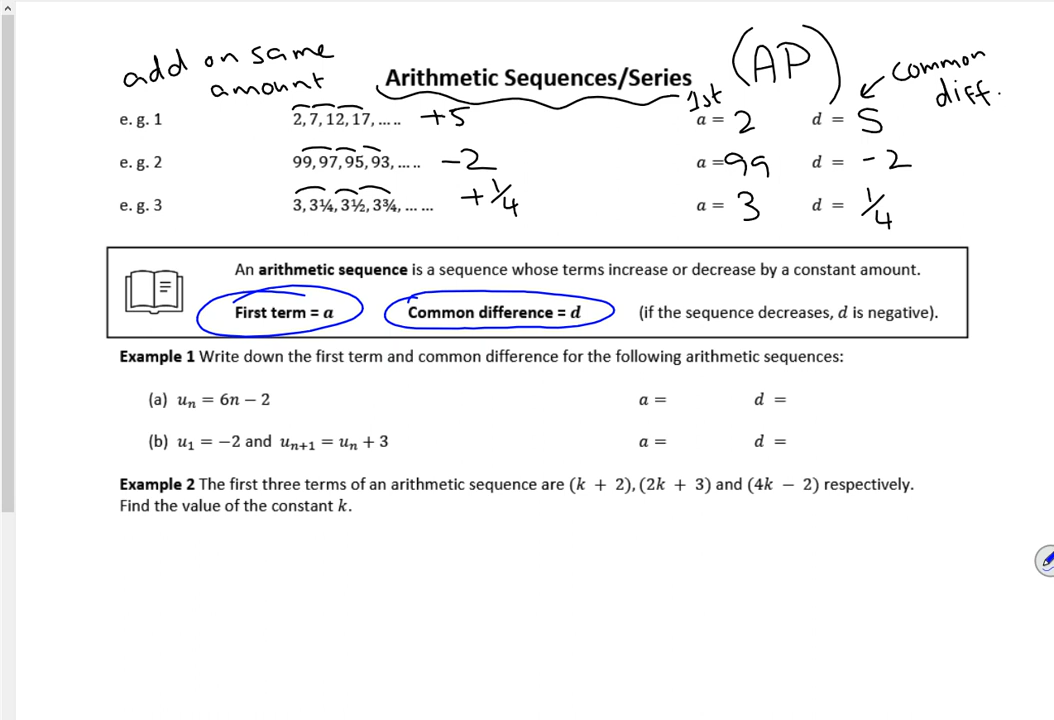 add on same amount
Arithmetic Sequences/Series (AP)
common diff.
1st
e. g. 1 2, 7, 12, 17, ..... +5 a = 2 d = 5
e. g. 2 99, 97, 95, 93, ..... -2 a = 99 d = -2
e. g. 3 3, 3¼, 3½, 3¾, ... ... +¼ a = 3 d = ¼
An arithmetic sequence is a sequence whose terms increase or decrease by a constant amount.
First term = a Common difference = d (if the sequence decreases, d is negative).
Example 1 Write down the first term and common difference for the following arithmetic sequences:
(a) uₙ = 6n − 2 a = d =
(b) u₁ = −2 and uₙ₊₁ = uₙ + 3 a = d =
Example 2 The first three terms of an arithmetic sequence are (k + 2), (2k + 3) and (4k − 2) respectively.
Find the value of the constant k.